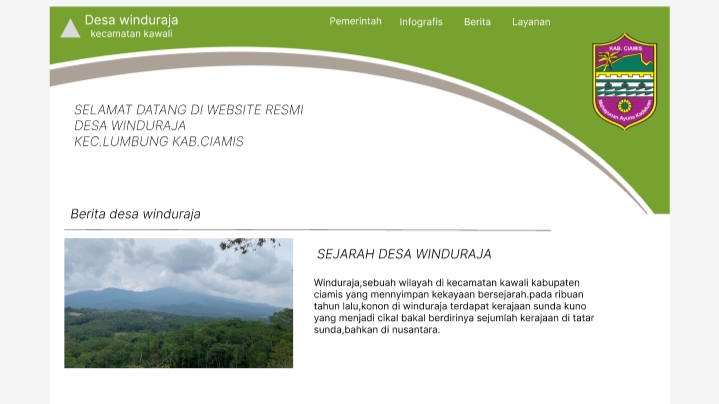 Desa winduraja
kecamatan kawali
Pemerintah Infografis Berita Layanan
KAB. CIAMIS
Mahayunan Ayuna Kadatuan
SELAMAT DATANG DI WEBSITE RESMI
DESA WINDURAJA
KEC.LUMBUNG KAB.CIAMIS
Berita desa winduraja
SEJARAH DESA WINDURAJA
Winduraja,sebuah wilayah di kecamatan kawali kabupaten
ciamis yang mennyimpan kekayaan bersejarah.pada ribuan
tahun lalu,konon di winduraja terdapat kerajaan sunda kuno
yang menjadi cikal bakal berdirinya sejumlah kerajaan di tatar
sunda,bahkan di nusantara.